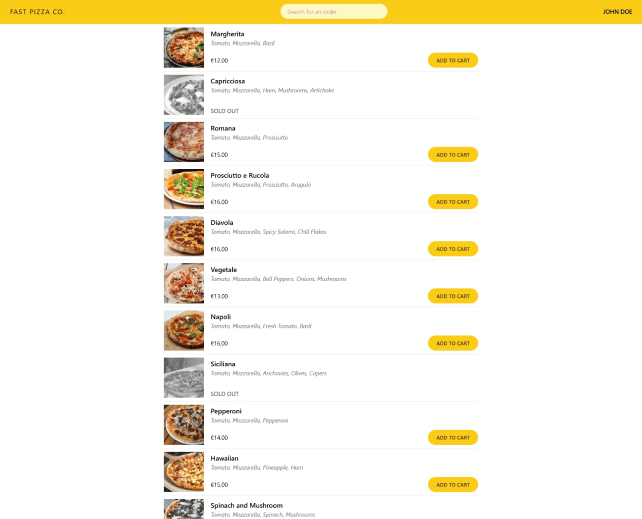 FAST PIZZA CO.
Search for an order
JOHN DOE
Margherita
Tomato, Mozzarella, Basil
€12.00
ADD TO CART
Capricciosa
Tomato, Mozzarella, Ham, Mushrooms, Artichoke
SOLD OUT
Romana
Tomato, Mozzarella, Prosciutto
€15.00
ADD TO CART
Prosciutto e Rucola
Tomato, Mozzarella, Prosciutto, Arugula
€16.00
ADD TO CART
Diavola
Tomato, Mozzarella, Spicy Salami, Chili Flakes
€16.00
ADD TO CART
Vegetale
Tomato, Mozzarella, Bell Peppers, Onions, Mushrooms
€13.00
ADD TO CART
Napoli
Tomato, Mozzarella, Fresh Tomato, Basil
€16.00
ADD TO CART
Siciliana
Tomato, Mozzarella, Anchovies, Olives, Capers
SOLD OUT
Pepperoni
Tomato, Mozzarella, Pepperoni
€14.00
ADD TO CART
Hawaiian
Tomato, Mozzarella, Pineapple, Ham
€15.00
ADD TO CART
Spinach and Mushroom
Tomato, Mozzarella, Spinach, Mushrooms